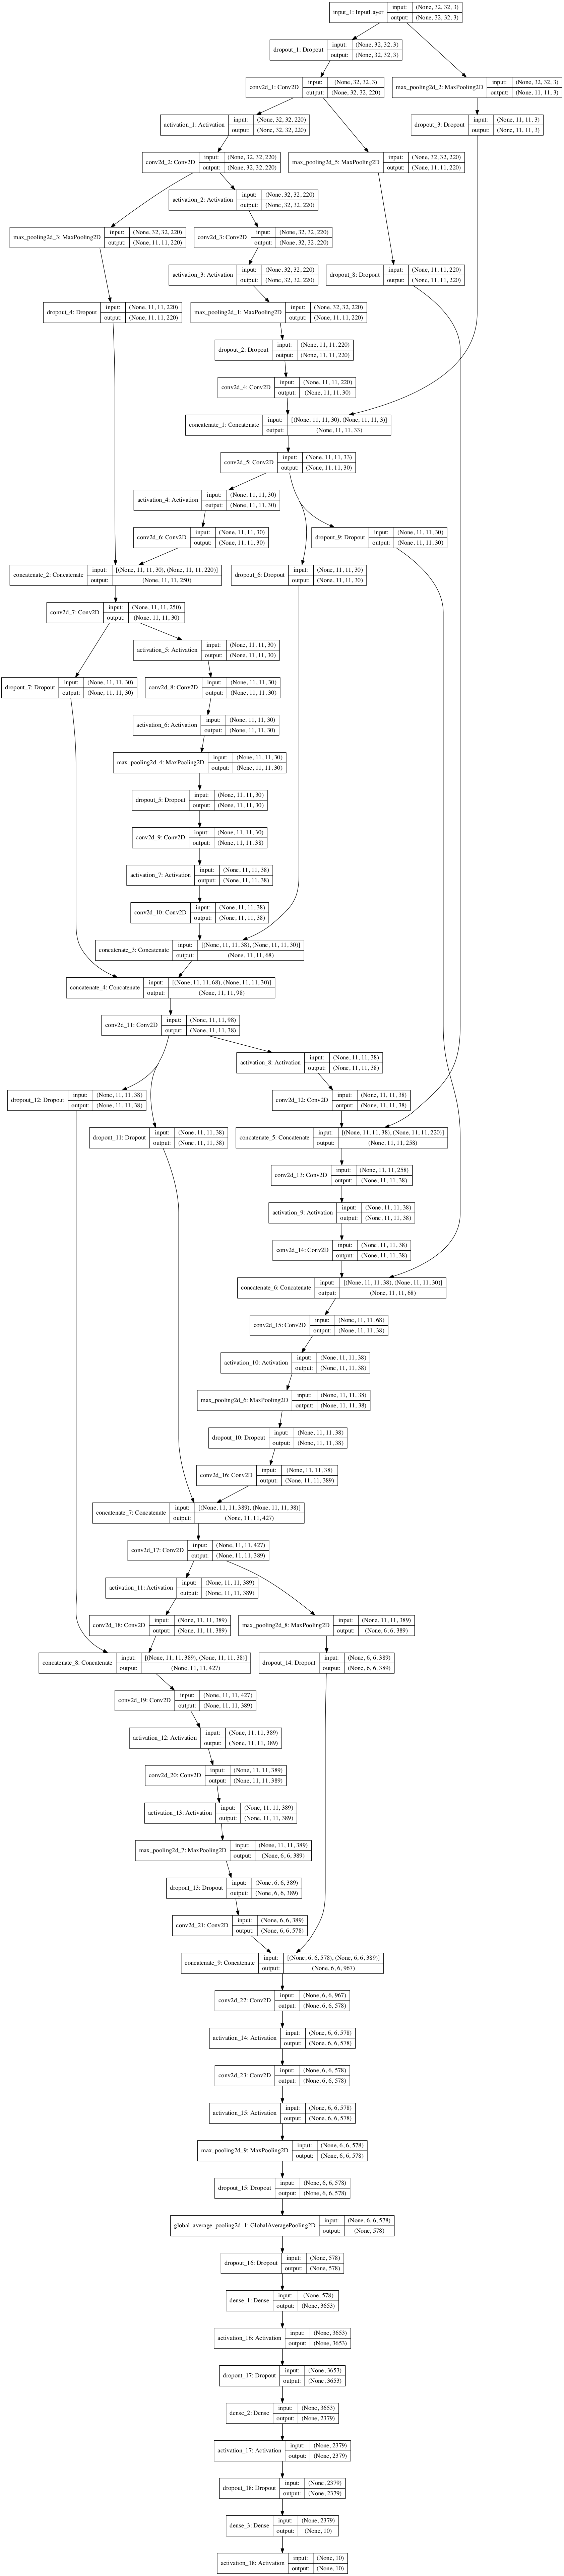 input_1: InputLayer
input: (None, 32, 32, 3)
output: (None, 32, 32, 3)
dropout_1: Dropout
input: (None, 32, 32, 3)
output: (None, 32, 32, 3)
conv2d_1: Conv2D
input: (None, 32, 32, 3)
output: (None, 32, 32, 220)
max_pooling2d_2: MaxPooling2D
input: (None, 32, 32, 3)
output: (None, 11, 11, 3)
activation_1: Activation
input: (None, 32, 32, 220)
output: (None, 32, 32, 220)
dropout_3: Dropout
input: (None, 11, 11, 3)
output: (None, 11, 11, 3)
conv2d_2: Conv2D
input: (None, 32, 32, 220)
output: (None, 32, 32, 220)
max_pooling2d_5: MaxPooling2D
input: (None, 32, 32, 220)
output: (None, 11, 11, 220)
activation_2: Activation
input: (None, 32, 32, 220)
output: (None, 32, 32, 220)
max_pooling2d_3: MaxPooling2D
input: (None, 32, 32, 220)
output: (None, 11, 11, 220)
conv2d_3: Conv2D
input: (None, 32, 32, 220)
output: (None, 32, 32, 220)
activation_3: Activation
input: (None, 32, 32, 220)
output: (None, 32, 32, 220)
dropout_8: Dropout
input: (None, 11, 11, 220)
output: (None, 11, 11, 220)
dropout_4: Dropout
input: (None, 11, 11, 220)
output: (None, 11, 11, 220)
max_pooling2d_1: MaxPooling2D
input: (None, 32, 32, 220)
output: (None, 11, 11, 220)
dropout_2: Dropout
input: (None, 11, 11, 220)
output: (None, 11, 11, 220)
conv2d_4: Conv2D
input: (None, 11, 11, 220)
output: (None, 11, 11, 30)
concatenate_1: Concatenate
input: [(None, 11, 11, 30), (None, 11, 11, 3)]
output: (None, 11, 11, 33)
conv2d_5: Conv2D
input: (None, 11, 11, 33)
output: (None, 11, 11, 30)
activation_4: Activation
input: (None, 11, 11, 30)
output: (None, 11, 11, 30)
conv2d_6: Conv2D
input: (None, 11, 11, 30)
output: (None, 11, 11, 30)
dropout_9: Dropout
input: (None, 11, 11, 30)
output: (None, 11, 11, 30)
concatenate_2: Concatenate
input: [(None, 11, 11, 30), (None, 11, 11, 220)]
output: (None, 11, 11, 250)
dropout_6: Dropout
input: (None, 11, 11, 30)
output: (None, 11, 11, 30)
conv2d_7: Conv2D
input: (None, 11, 11, 250)
output: (None, 11, 11, 30)
activation_5: Activation
input: (None, 11, 11, 30)
output: (None, 11, 11, 30)
dropout_7: Dropout
input: (None, 11, 11, 30)
output: (None, 11, 11, 30)
conv2d_8: Conv2D
input: (None, 11, 11, 30)
output: (None, 11, 11, 30)
activation_6: Activation
input: (None, 11, 11, 30)
output: (None, 11, 11, 30)
max_pooling2d_4: MaxPooling2D
input: (None, 11, 11, 30)
output: (None, 11, 11, 30)
dropout_5: Dropout
input: (None, 11, 11, 30)
output: (None, 11, 11, 30)
conv2d_9: Conv2D
input: (None, 11, 11, 30)
output: (None, 11, 11, 38)
activation_7: Activation
input: (None, 11, 11, 38)
output: (None, 11, 11, 38)
conv2d_10: Conv2D
input: (None, 11, 11, 38)
output: (None, 11, 11, 38)
concatenate_3: Concatenate
input: [(None, 11, 11, 38), (None, 11, 11, 30)]
output: (None, 11, 11, 68)
concatenate_4: Concatenate
input: [(None, 11, 11, 68), (None, 11, 11, 30)]
output: (None, 11, 11, 98)
conv2d_11: Conv2D
input: (None, 11, 11, 98)
output: (None, 11, 11, 38)
activation_8: Activation
input: (None, 11, 11, 38)
output: (None, 11, 11, 38)
dropout_12: Dropout
input: (None, 11, 11, 38)
output: (None, 11, 11, 38)
conv2d_12: Conv2D
input: (None, 11, 11, 38)
output: (None, 11, 11, 38)
dropout_11: Dropout
input: (None, 11, 11, 38)
output: (None, 11, 11, 38)
concatenate_5: Concatenate
input: [(None, 11, 11, 38), (None, 11, 11, 220)]
output: (None, 11, 11, 258)
conv2d_13: Conv2D
input: (None, 11, 11, 258)
output: (None, 11, 11, 38)
activation_9: Activation
input: (None, 11, 11, 38)
output: (None, 11, 11, 38)
conv2d_14: Conv2D
input: (None, 11, 11, 38)
output: (None, 11, 11, 38)
concatenate_6: Concatenate
input: [(None, 11, 11, 38), (None, 11, 11, 30)]
output: (None, 11, 11, 68)
conv2d_15: Conv2D
input: (None, 11, 11, 68)
output: (None, 11, 11, 38)
activation_10: Activation
input: (None, 11, 11, 38)
output: (None, 11, 11, 38)
max_pooling2d_6: MaxPooling2D
input: (None, 11, 11, 38)
output: (None, 11, 11, 38)
dropout_10: Dropout
input: (None, 11, 11, 38)
output: (None, 11, 11, 38)
conv2d_16: Conv2D
input: (None, 11, 11, 38)
output: (None, 11, 11, 389)
concatenate_7: Concatenate
input: [(None, 11, 11, 389), (None, 11, 11, 38)]
output: (None, 11, 11, 427)
conv2d_17: Conv2D
input: (None, 11, 11, 427)
output: (None, 11, 11, 389)
activation_11: Activation
input: (None, 11, 11, 389)
output: (None, 11, 11, 389)
conv2d_18: Conv2D
input: (None, 11, 11, 389)
output: (None, 11, 11, 389)
max_pooling2d_8: MaxPooling2D
input: (None, 11, 11, 389)
output: (None, 6, 6, 389)
concatenate_8: Concatenate
input: [(None, 11, 11, 389), (None, 11, 11, 38)]
output: (None, 11, 11, 427)
dropout_14: Dropout
input: (None, 6, 6, 389)
output: (None, 6, 6, 389)
conv2d_19: Conv2D
input: (None, 11, 11, 427)
output: (None, 11, 11, 389)
activation_12: Activation
input: (None, 11, 11, 389)
output: (None, 11, 11, 389)
conv2d_20: Conv2D
input: (None, 11, 11, 389)
output: (None, 11, 11, 389)
activation_13: Activation
input: (None, 11, 11, 389)
output: (None, 11, 11, 389)
max_pooling2d_7: MaxPooling2D
input: (None, 11, 11, 389)
output: (None, 6, 6, 389)
dropout_13: Dropout
input: (None, 6, 6, 389)
output: (None, 6, 6, 389)
conv2d_21: Conv2D
input: (None, 6, 6, 389)
output: (None, 6, 6, 578)
concatenate_9: Concatenate
input: [(None, 6, 6, 578), (None, 6, 6, 389)]
output: (None, 6, 6, 967)
conv2d_22: Conv2D
input: (None, 6, 6, 967)
output: (None, 6, 6, 578)
activation_14: Activation
input: (None, 6, 6, 578)
output: (None, 6, 6, 578)
conv2d_23: Conv2D
input: (None, 6, 6, 578)
output: (None, 6, 6, 578)
activation_15: Activation
input: (None, 6, 6, 578)
output: (None, 6, 6, 578)
max_pooling2d_9: MaxPooling2D
input: (None, 6, 6, 578)
output: (None, 6, 6, 578)
dropout_15: Dropout
input: (None, 6, 6, 578)
output: (None, 6, 6, 578)
global_average_pooling2d_1: GlobalAveragePooling2D
input: (None, 6, 6, 578)
output: (None, 578)
dropout_16: Dropout
input: (None, 578)
output: (None, 578)
dense_1: Dense
input: (None, 578)
output: (None, 3653)
activation_16: Activation
input: (None, 3653)
output: (None, 3653)
dropout_17: Dropout
input: (None, 3653)
output: (None, 3653)
dense_2: Dense
input: (None, 3653)
output: (None, 2379)
activation_17: Activation
input: (None, 2379)
output: (None, 2379)
dropout_18: Dropout
input: (None, 2379)
output: (None, 2379)
dense_3: Dense
input: (None, 2379)
output: (None, 10)
activation_18: Activation
input: (None, 10)
output: (None, 10)